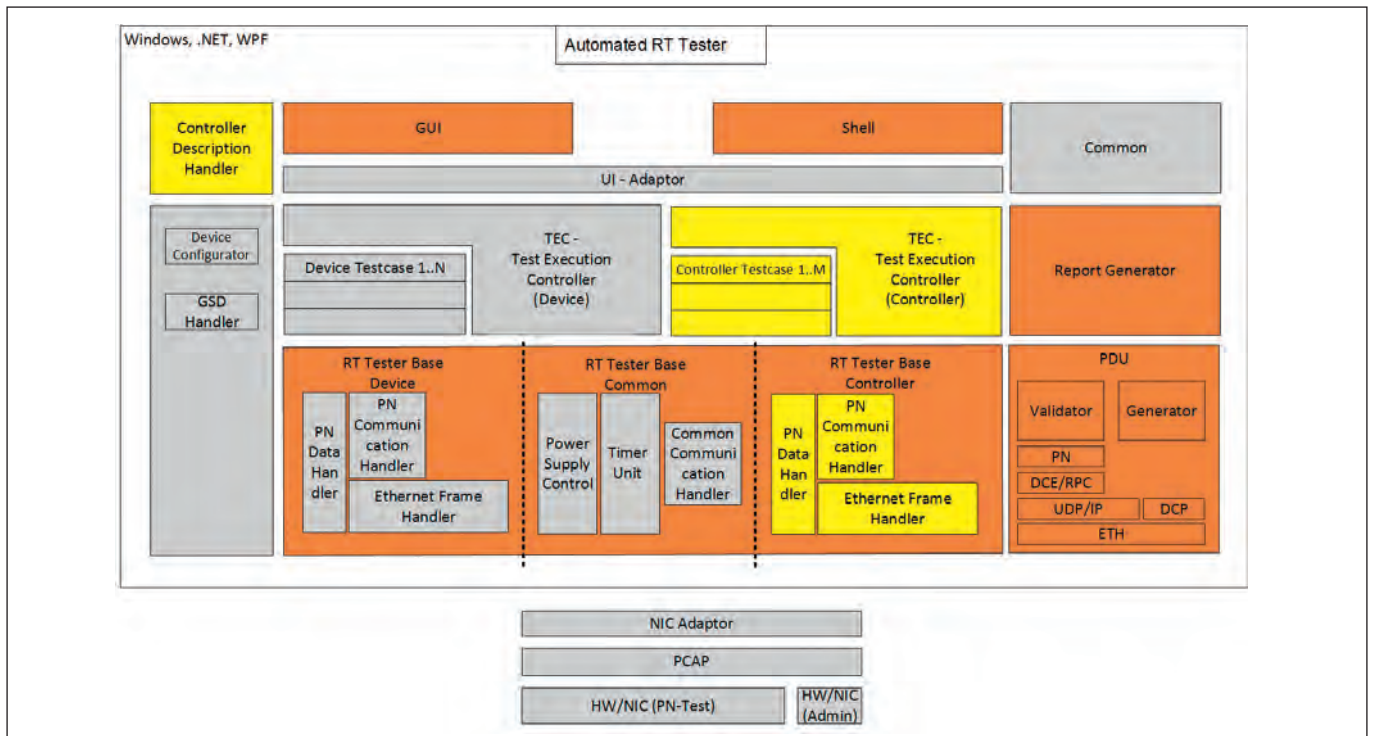 Windows, .NET, WPF
Automated RT Tester
Controller
Description
Handler
GUI
Shell
Common
UI - Adaptor
Device
Configurator
GSD
Handler
Device Testcase 1..N
TEC -
Test Execution
Controller
(Device)
Controller Testcase 1..M
TEC -
Test Execution
Controller
(Controller)
Report Generator
RT Tester Base
Device
PN
Data
Han
dler
PN
Communi
cation
Handler
Ethernet Frame
Handler
RT Tester Base
Common
Power
Supply
Control
Timer
Unit
Common
Communi
cation
Handler
RT Tester Base
Controller
PN
Data
Han
dler
PN
Communi
cation
Handler
Ethernet Frame
Handler
PDU
Validator
Generator
PN
DCE/RPC
UDP/IP
DCP
ETH
NIC Adaptor
PCAP
HW/NIC (PN-Test)
HW/NIC
(Admin)